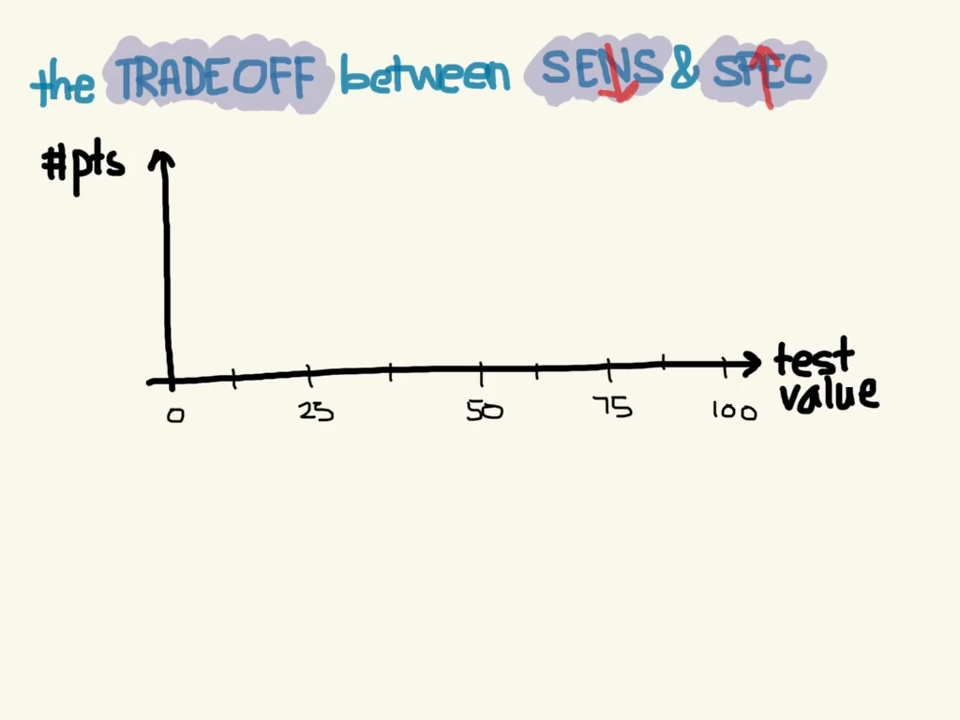 the TRADEOFF between SENS & SPEC
#pts
test
value
0 25 50 75 100